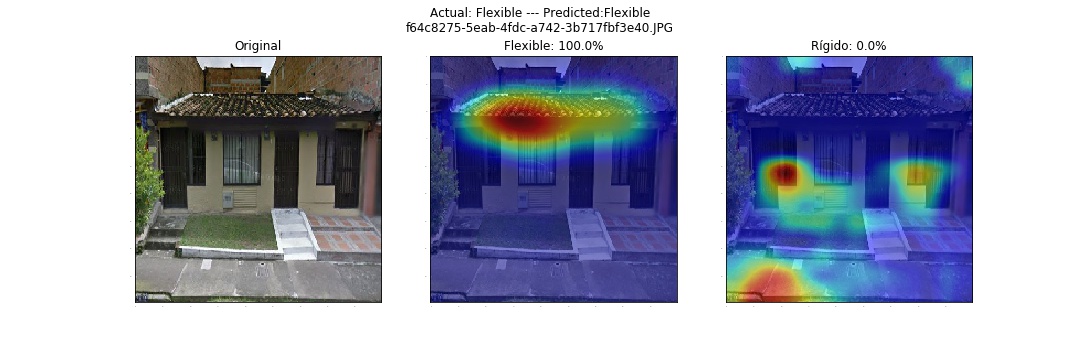 Actual: Flexible --- Predicted:Flexible
f64c8275-5eab-4fdc-a742-3b717fbf3e40.JPG
Original
Flexible: 100.0%
Rígido: 0.0%